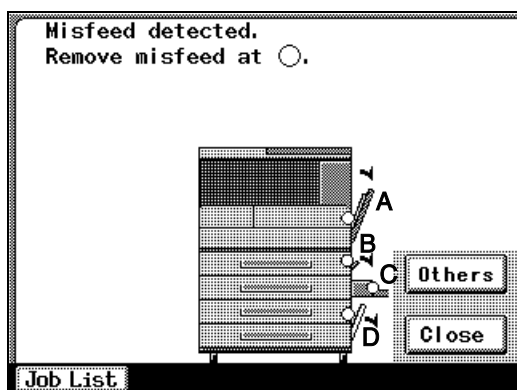 Misfeed detected.
Remove misfeed at ○.
A
B
C
D
Others
Close
Job List